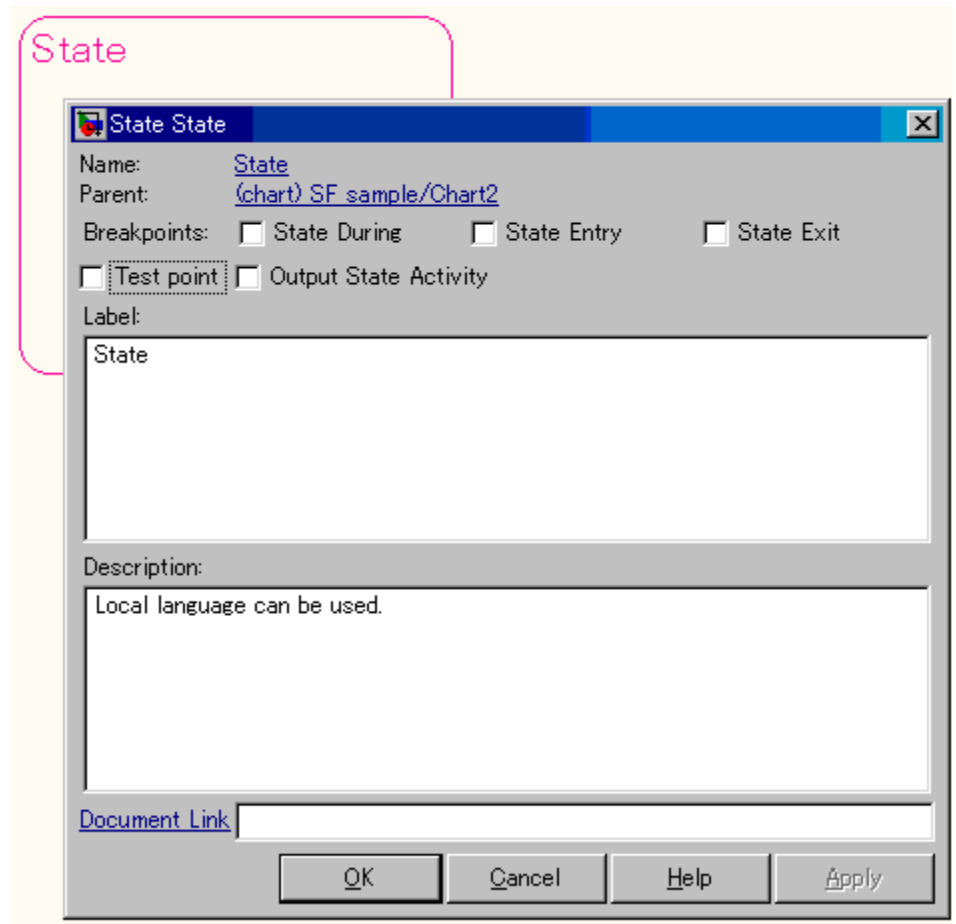 State
State State
Name: State
Parent: (chart) SF sample/Chart2
Breakpoints: State During State Entry State Exit
Test point Output State Activity
Label:
State
Description:
Local language can be used.
Document Link
OK Cancel Help Apply